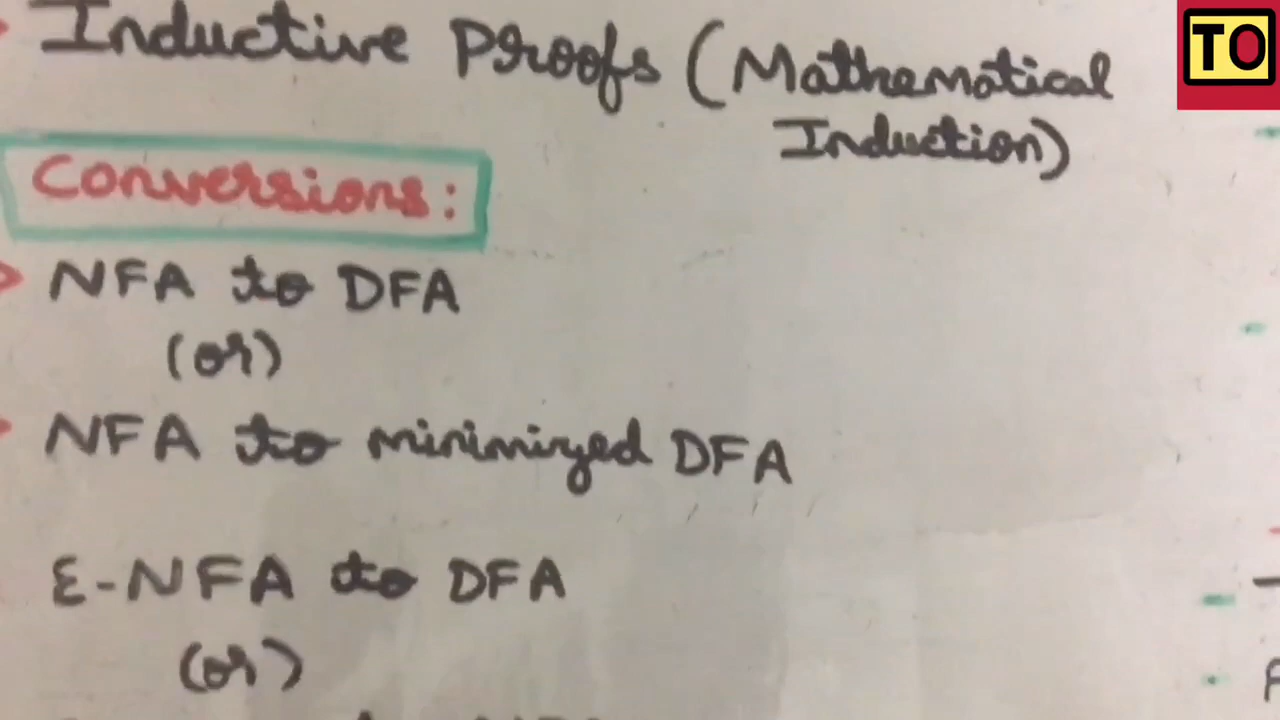 TO
Inductive Proofs (Mathematical
Induction)
Conversions:
NFA to DFA
(or)
NFA to minimized DFA
ε-NFA to DFA
(or)